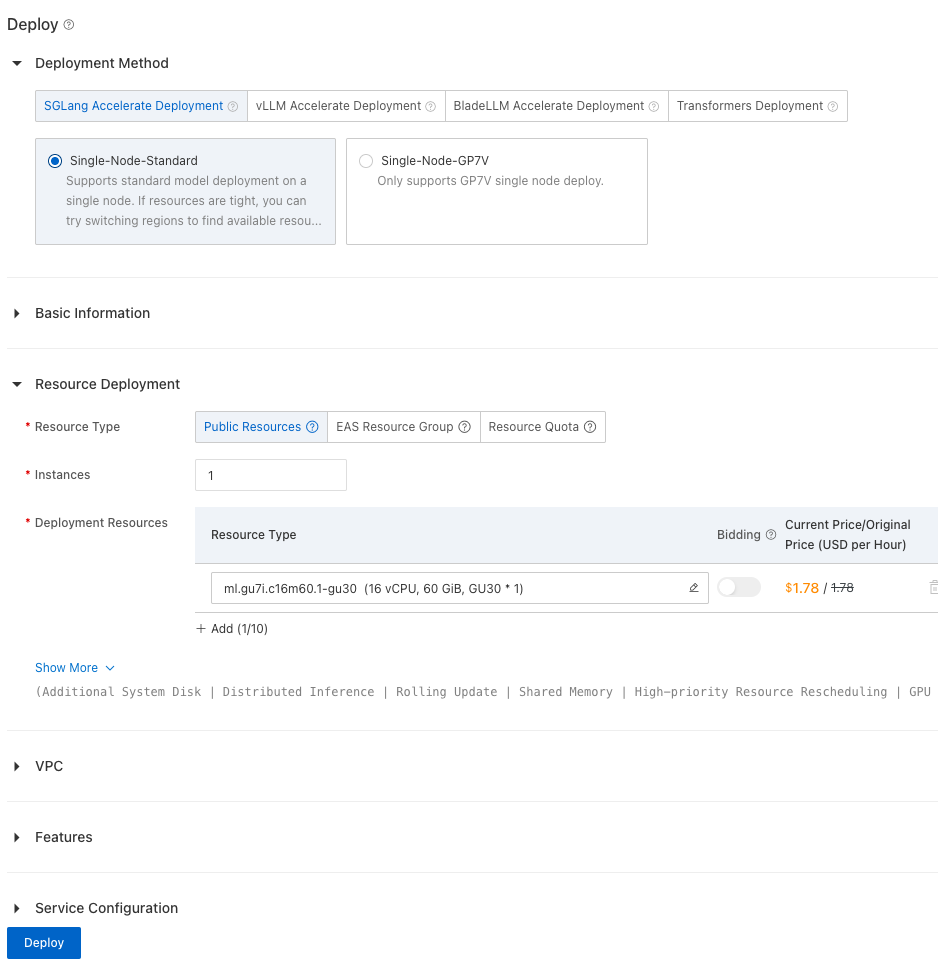 Deploy
Deployment Method
SGLang Accelerate Deployment vLLM Accelerate Deployment BladeLLM Accelerate Deployment Transformers Deployment
Single-Node-Standard
Supports standard model deployment on a
single node. If resources are tight, you can
try switching regions to find available resou...
Single-Node-GP7V
Only supports GP7V single node deploy.
Basic Information
Resource Deployment
* Resource Type Public Resources EAS Resource Group Resource Quota
* Instances 1
* Deployment Resources
Resource Type Bidding Current Price/Original
Price (USD per Hour)
ml.gu7i.c16m60.1-gu30 (16 vCPU, 60 GiB, GU30 * 1) $1.78 / 1.78
+ Add (1/10)
Show More
(Additional System Disk | Distributed Inference | Rolling Update | Shared Memory | High-priority Resource Rescheduling | GPU
VPC
Features
Service Configuration
Deploy